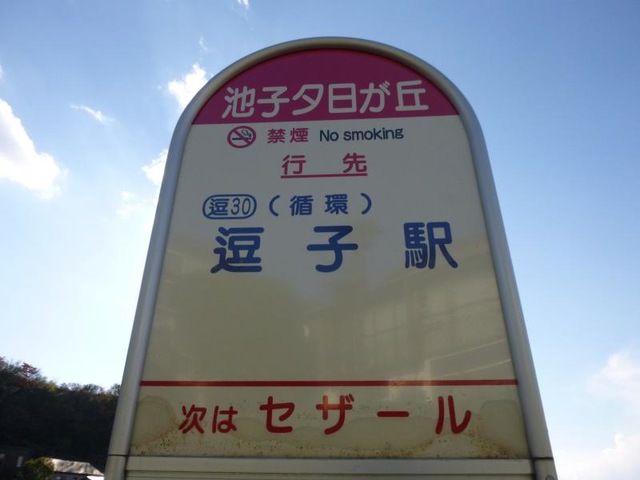 池子夕日が丘
禁煙 No smoking
行先
逗30 (循環)
逗子駅
次は セザール